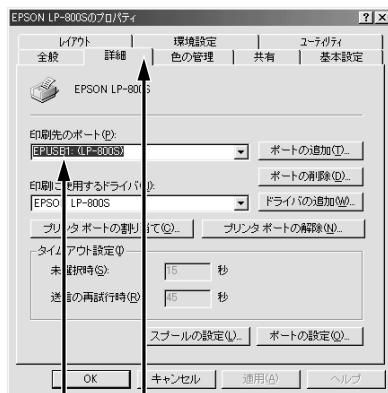 EPSON LP-800Sのプロパティ
レイアウト 環境設定 ユーティリティ
全般 詳細 色の管理 共有 基本設定
EPSON LP-800S
印刷先のポート(P):
EPUSB1: (LP-800S) ポートの追加(T)...
ポートの削除(D)...
印刷に使用するドライバ(U):
EPSON LP-800S ドライバの追加(W)...
プリンタ ポートの割り当て(C)... プリンタ ポートの解除(N)...
タイムアウト設定(I)
未選択時(S): 15 秒
送信の再試行時(R): 45 秒
スプールの設定(L)... ポートの設定(O)...
OK キャンセル 適用(A) ヘルプ